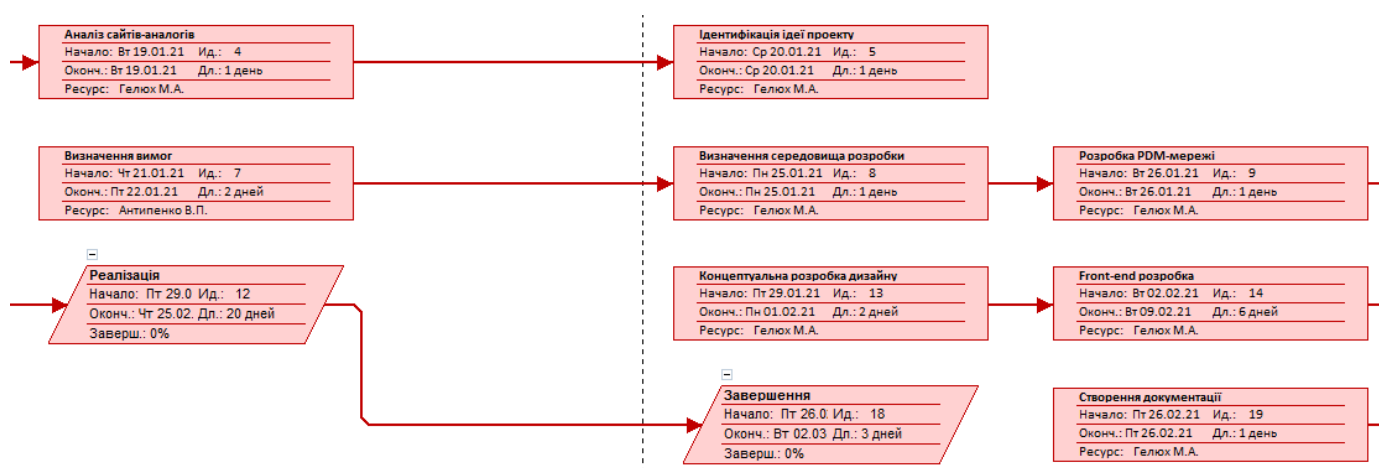 Аналіз сайтів-аналогів
Начало: Вт 19.01.21 Ид.: 4
Оконч.: Вт 19.01.21 Дл.: 1 день
Ресурс: Гелюх М.А.
Ідентифікація ідеї проекту
Начало: Ср 20.01.21 Ид.: 5
Оконч.: Ср 20.01.21 Дл.: 1 день
Ресурс: Гелюх М.А.
Визначення вимог
Начало: Чт 21.01.21 Ид.: 7
Оконч.: Пт 22.01.21 Дл.: 2 дней
Ресурс: Антипенко В.П.
Визначення середовища розробки
Начало: Пн 25.01.21 Ид.: 8
Оконч.: Пн 25.01.21 Дл.: 1 день
Ресурс: Гелюх М.А.
Розробка PDM-мережі
Начало: Вт 26.01.21 Ид.: 9
Оконч.: Вт 26.01.21 Дл.: 1 день
Ресурс: Гелюх М.А.
Реалізація
Начало: Пт 29.0 Ид.: 12
Оконч.: Чт 25.02. Дл.: 20 дней
Заверш.: 0%
Концептуальна розробка дизайну
Начало: Пт 29.01.21 Ид.: 13
Оконч.: Пн 01.02.21 Дл.: 2 дней
Ресурс: Гелюх М.А.
Front-end розробка
Начало: Вт 02.02.21 Ид.: 14
Оконч.: Вт 09.02.21 Дл.: 6 дней
Ресурс: Гелюх М.А.
Завершення
Начало: Пт 26.0 Ид.: 18
Оконч.: Вт 02.03 Дл.: 3 дней
Заверш.: 0%
Створення документації
Начало: Пт 26.02.21 Ид.: 19
Оконч.: Пт 26.02.21 Дл.: 1 день
Ресурс: Гелюх М.А.